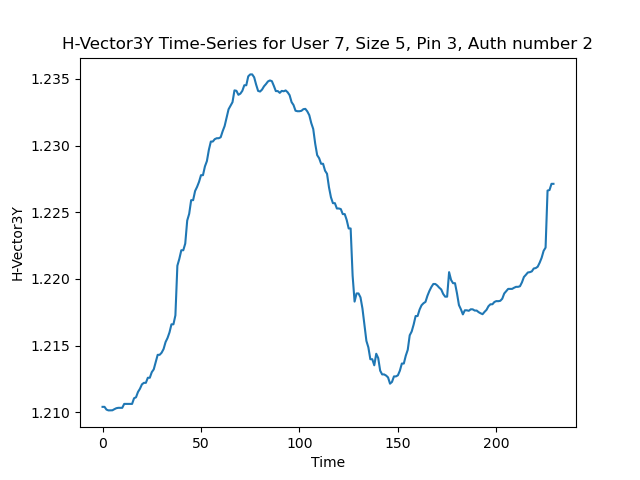 H-Vector3Y Time-Series for User 7, Size 5, Pin 3, Auth number 2
1.235
1.230
1.225
1.220
1.215
1.210
H-Vector3Y
0 50 100 150 200
Time